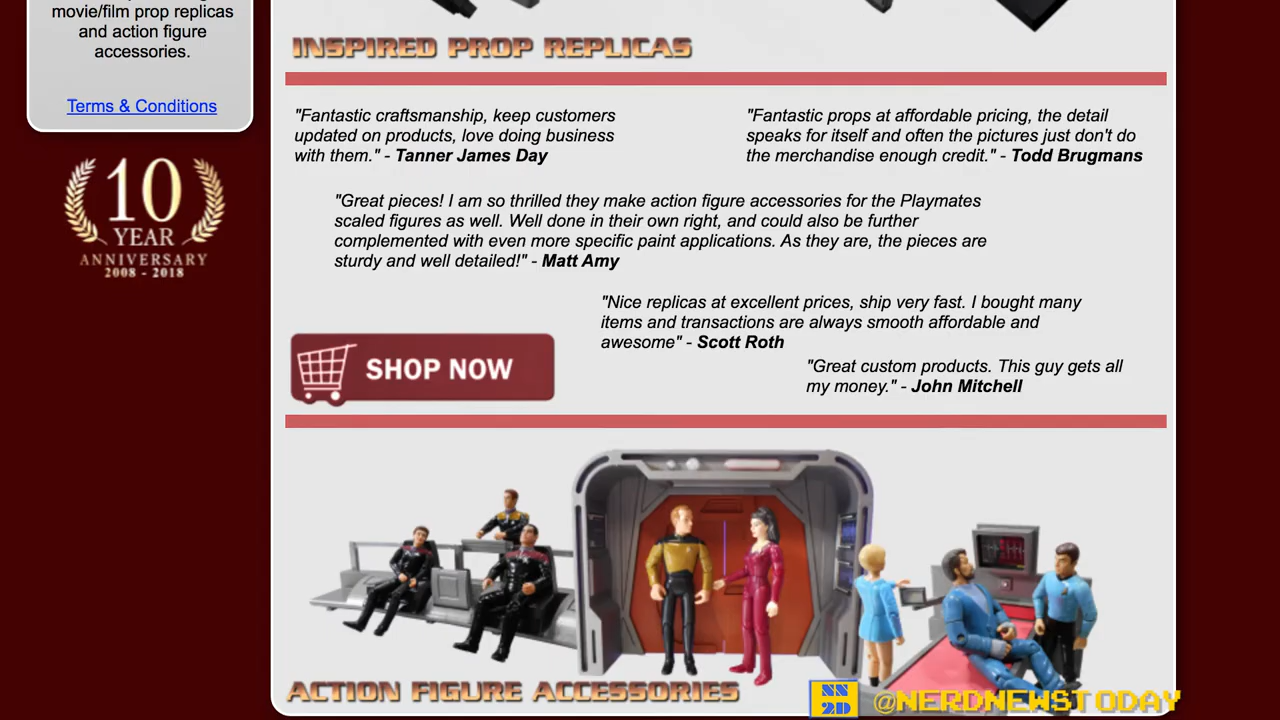 movie/film prop replicas
and action figure
accessories.
Terms & Conditions
10
YEAR
ANNIVERSARY
2008 - 2018
INSPIRED PROP REPLICAS
"Fantastic craftsmanship, keep customers
updated on products, love doing business
with them." - Tanner James Day
"Fantastic props at affordable pricing, the detail
speaks for itself and often the pictures just don't do
the merchandise enough credit." - Todd Brugmans
"Great pieces! I am so thrilled they make action figure accessories for the Playmates
scaled figures as well. Well done in their own right, and could also be further
complemented with even more specific paint applications. As they are, the pieces are
sturdy and well detailed!" - Matt Amy
"Nice replicas at excellent prices, ship very fast. I bought many
items and transactions are always smooth affordable and
awesome" - Scott Roth
SHOP NOW
"Great custom products. This guy gets all
my money." - John Mitchell
ACTION FIGURE ACCESSORIES
NN
2D
@NERDNEWSTODAY